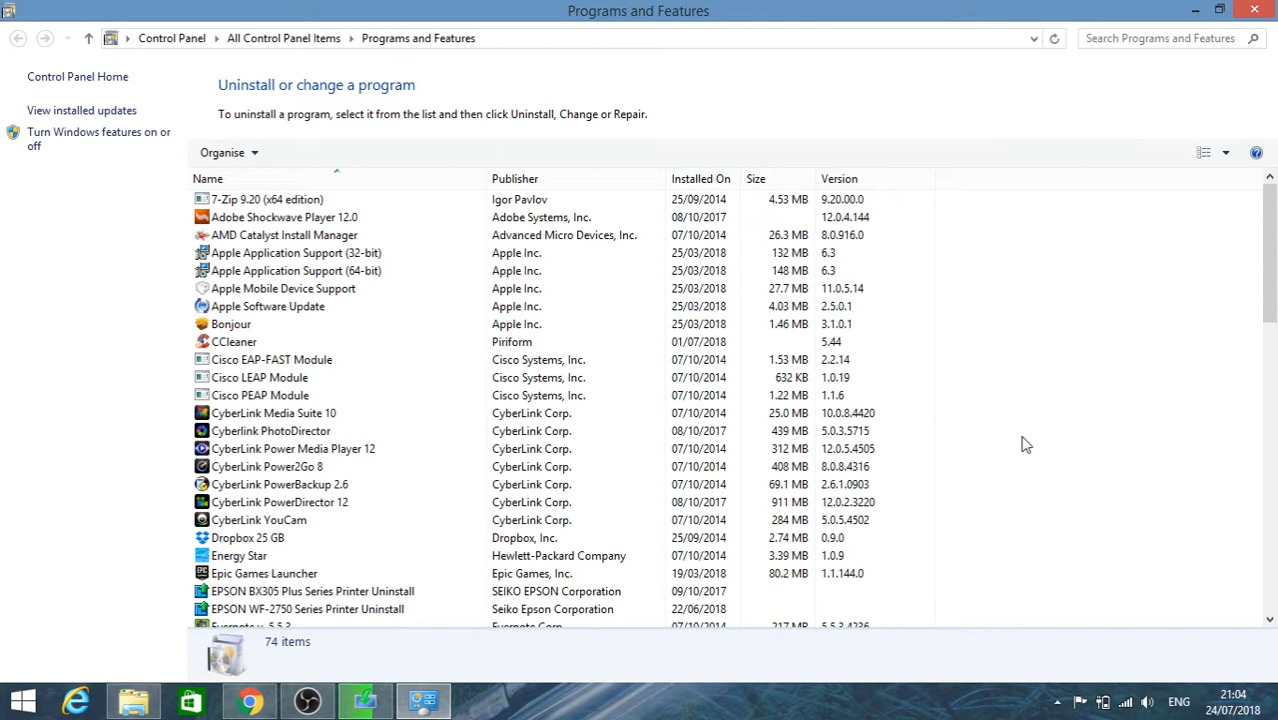 Programs and Features
Control Panel All Control Panel Items Programs and Features Search Programs and Features
Control Panel Home
View installed updates
Turn Windows features on or
off
Uninstall or change a program
To uninstall a program, select it from the list and then click Uninstall, Change or Repair.
Organise
Name Publisher Installed On Size Version
7-Zip 9.20 (x64 edition) Igor Pavlov 25/09/2014 4.53 MB 9.20.00.0
Adobe Shockwave Player 12.0 Adobe Systems, Inc. 08/10/2017 12.0.4.144
AMD Catalyst Install Manager Advanced Micro Devices, Inc. 07/10/2014 26.3 MB 8.0.916.0
Apple Application Support (32-bit) Apple Inc. 25/03/2018 132 MB 6.3
Apple Application Support (64-bit) Apple Inc. 25/03/2018 148 MB 6.3
Apple Mobile Device Support Apple Inc. 25/03/2018 27.7 MB 11.0.5.14
Apple Software Update Apple Inc. 25/03/2018 4.03 MB 2.5.0.1
Bonjour Apple Inc. 25/03/2018 1.46 MB 3.1.0.1
CCleaner Piriform 01/07/2018 5.44
Cisco EAP-FAST Module Cisco Systems, Inc. 07/10/2014 1.53 MB 2.2.14
Cisco LEAP Module Cisco Systems, Inc. 07/10/2014 632 KB 1.0.19
Cisco PEAP Module Cisco Systems, Inc. 07/10/2014 1.22 MB 1.1.6
CyberLink Media Suite 10 CyberLink Corp. 07/10/2014 25.0 MB 10.0.8.4420
Cyberlink PhotoDirector CyberLink Corp. 08/10/2017 439 MB 5.0.3.5715
CyberLink Power Media Player 12 CyberLink Corp. 07/10/2014 312 MB 12.0.5.4505
CyberLink Power2Go 8 CyberLink Corp. 07/10/2014 408 MB 8.0.8.4316
CyberLink PowerBackup 2.6 CyberLink Corp. 07/10/2014 69.1 MB 2.6.1.0903
CyberLink PowerDirector 12 CyberLink Corp. 08/10/2017 911 MB 12.0.2.3220
CyberLink YouCam CyberLink Corp. 07/10/2014 284 MB 5.0.5.4502
Dropbox 25 GB Dropbox, Inc. 25/09/2014 2.74 MB 0.9.0
Energy Star Hewlett-Packard Company 07/10/2014 3.39 MB 1.0.9
Epic Games Launcher Epic Games, Inc. 19/03/2018 80.2 MB 1.1.144.0
EPSON BX305 Plus Series Printer Uninstall SEIKO EPSON Corporation 09/10/2017
EPSON WF-2750 Series Printer Uninstall Seiko Epson Corporation 22/06/2018
Evernote v. 5.5.3 Evernote Corp. 07/10/2014 217 MB 5.5.3.4236
74 items
ENG
21:04
24/07/2018